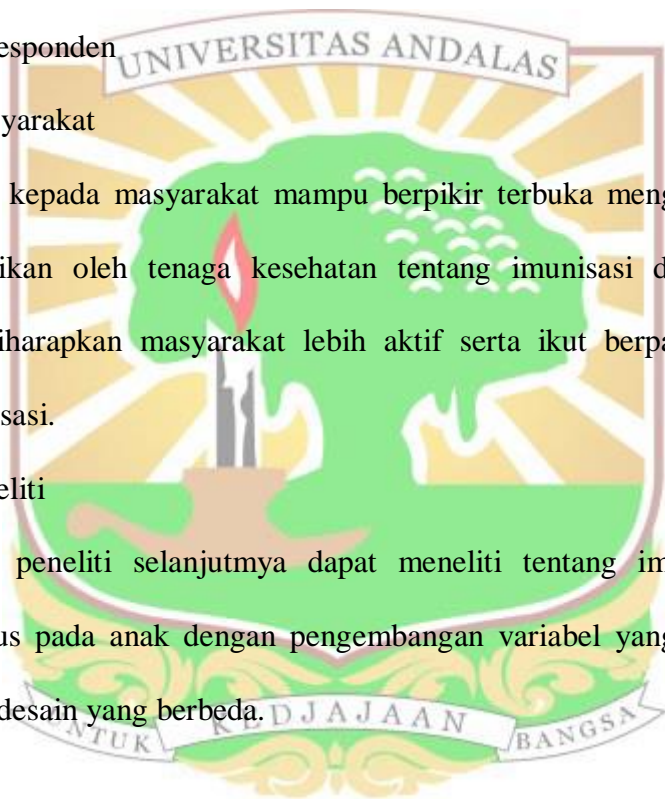 esponden
UNIVERSITAS ANDALAS
yarakat
kepada masyarakat mampu berpikir terbuka meng
ikan oleh tenaga kesehatan tentang imunisasi d
iharapkan masyarakat lebih aktif serta ikut berpa
sasi.
eliti
peneliti selanjutmya dapat meneliti tentang im
us pada anak dengan pengembangan variabel yang
desain yang berbeda.
UNTUK KEDJAJAAN BANGSA